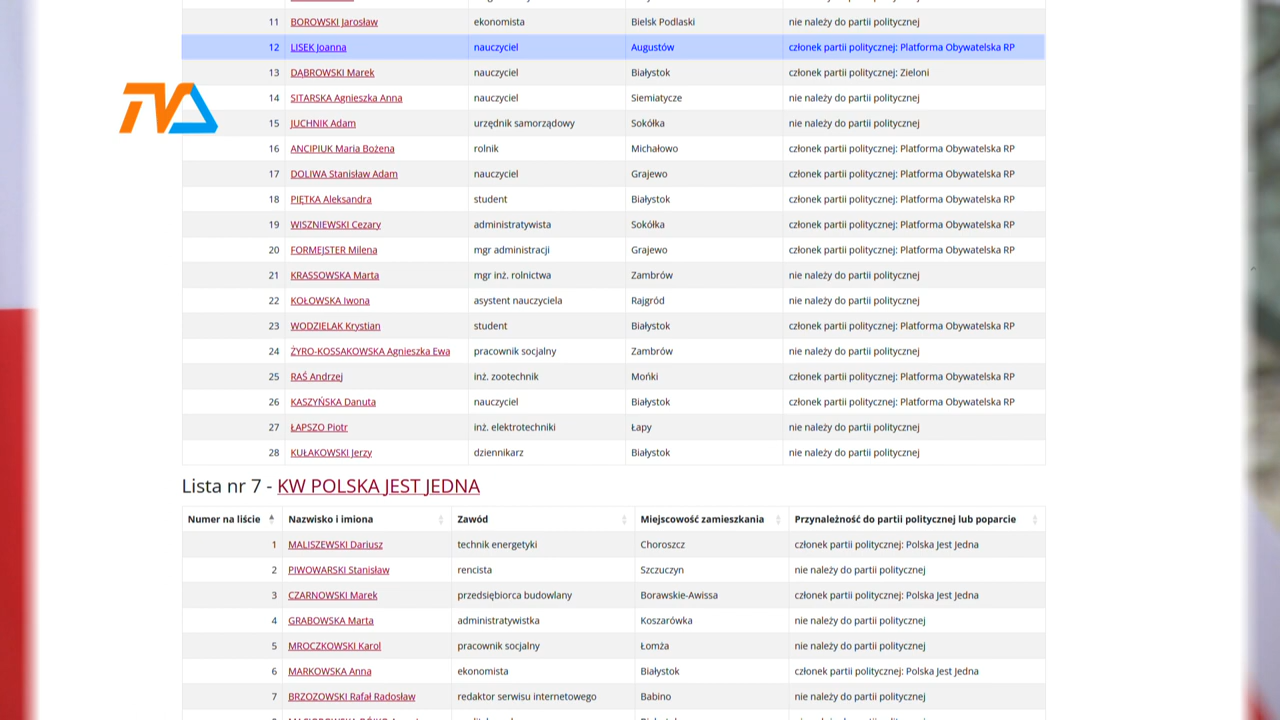 11 BOROWSKI Jarosław ekonomista Bielsk Podlaski nie należy do partii politycznej
12 LISEK Joanna nauczyciel Augustów członek partii politycznej: Platforma Obywatelska RP
13 DĄBROWSKI Marek nauczyciel Białystok członek partii politycznej: Zieloni
14 SITARSKA Agnieszka Anna nauczyciel Siemiatycze nie należy do partii politycznej
TVA
15 JUCHNIK Adam urzędnik samorządowy Sokółka nie należy do partii politycznej
16 ANCIPIUK Maria Bożena rolnik Michałowo członek partii politycznej: Platforma Obywatelska RP
17 DOLIWA Stanisław Adam nauczyciel Grajewo członek partii politycznej: Platforma Obywatelska RP
18 PIĘTKA Aleksandra student Białystok członek partii politycznej: Platforma Obywatelska RP
19 WISZNIEWSKI Cezary administratywista Sokółka członek partii politycznej: Platforma Obywatelska RP
20 FORMEJSTER Milena mgr administracji Grajewo członek partii politycznej: Platforma Obywatelska RP
21 KRASSOWSKA Marta mgr inż. rolnictwa Zambrów nie należy do partii politycznej
22 KOŁOWSKA Iwona asystent nauczyciela Rajgród nie należy do partii politycznej
23 WODZIELAK Krystian student Białystok członek partii politycznej: Platforma Obywatelska RP
24 ŻYRO-KOSSAKOWSKA Agnieszka Ewa pracownik socjalny Zambrów nie należy do partii politycznej
25 RAŚ Andrzej inż. zootechnik Mońki członek partii politycznej: Platforma Obywatelska RP
26 KASZYŃSKA Danuta nauczyciel Białystok członek partii politycznej: Platforma Obywatelska RP
27 ŁAPSZO Piotr inż. elektrotechniki Łapy nie należy do partii politycznej
28 KUŁAKOWSKI Jerzy dziennikarz Białystok nie należy do partii politycznej
Lista nr 7 - KW POLSKA JEST JEDNA
Numer na liście Nazwisko i imiona Zawód Miejscowość zamieszkania Przynależność do partii politycznej lub poparcie
1 MALISZEWSKI Dariusz technik energetyki Choroszcz członek partii politycznej: Polska Jest Jedna
2 PIWOWARSKI Stanisław rencista Szczuczyn nie należy do partii politycznej
3 CZARNOWSKI Marek przedsiębiorca budowlany Borawskie-Awissa członek partii politycznej: Polska Jest Jedna
4 GRABOWSKA Marta administratywistka Koszarówka nie należy do partii politycznej
5 MROCZKOWSKI Karol pracownik socjalny Łomża nie należy do partii politycznej
6 MARKOWSKA Anna ekonomista Białystok członek partii politycznej: Polska Jest Jedna
7 BRZOZOWSKI Rafał Radosław redaktor serwisu internetowego Babino nie należy do partii politycznej